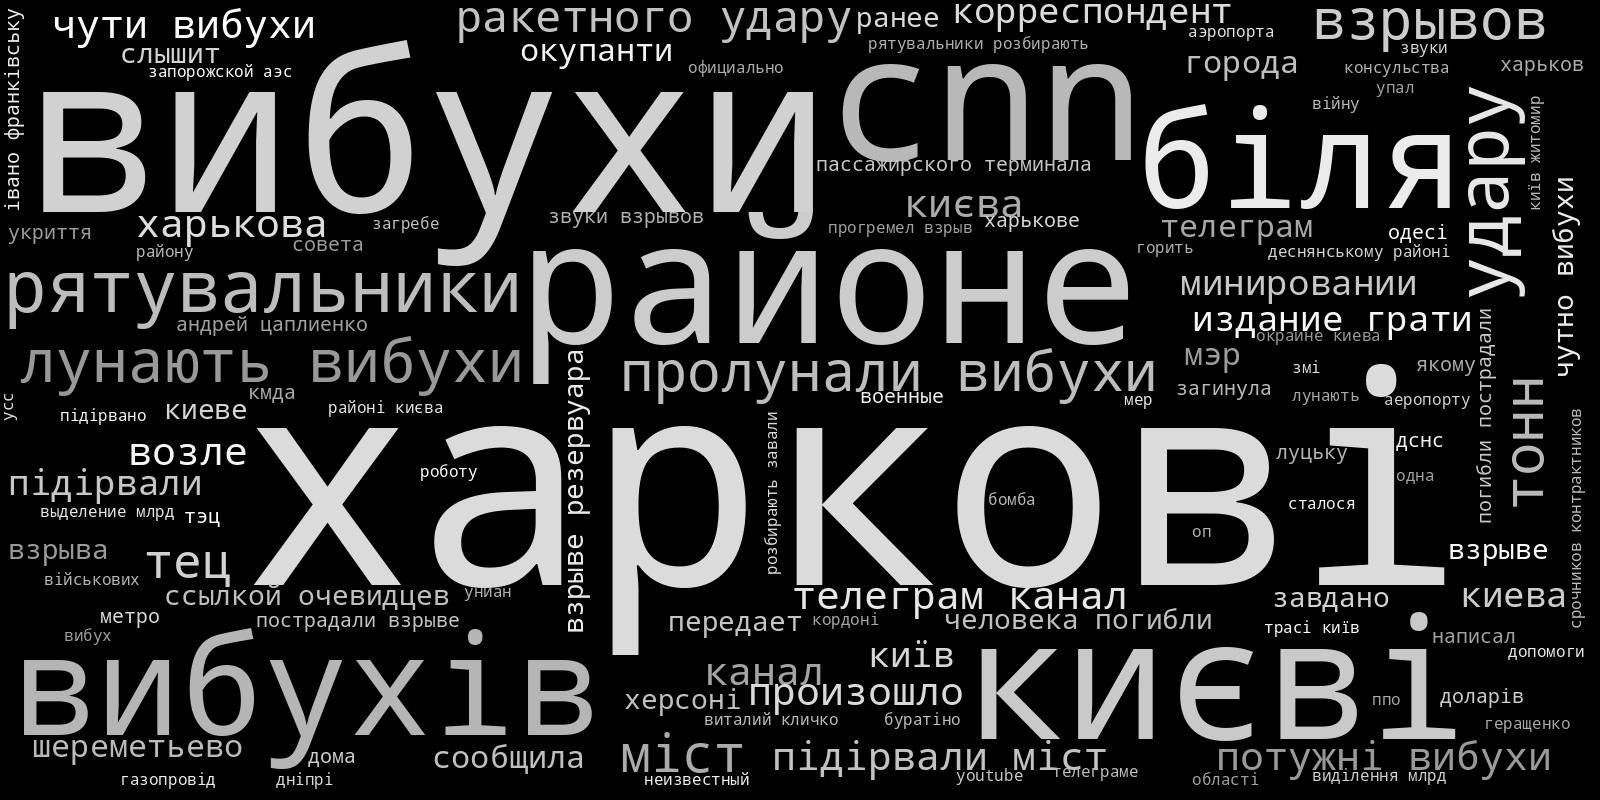 івано франківську
чути вибухи
ракетного удару
ранее
корреспондент
взрывов
слышит
окупанти
рятувальники розбирають
аэропорта
звуки
запорожской аэс
официально
города
консульства
харьков
упал
війну
вибухи
cnn
біля
удару
київ житомир
чутно вибухи
пассажирского терминала
києва
укриття
харькова
загребе
звуки взрывов
прогремел взрыв
харькове
телеграм
одесі
району
совета
горить
деснянському районі
рятувальники
районе
минировании
андрей цаплиенко
издание грати
окраине киева
лунають вибухи
пролунали вибухи
мэр
змі
якому
погибли пострадали
тонн
кмда
загинула
лунають
аеропорту
усс
підірвано
киеве
районі києва
взрыве резервуара
военные
мер
розбирають завали
срочников контрактников
возле
харкові
дснс
луцьку
підірвали
роботу
одна
бомба
сталося
выделение млрд
тэц
оп
взрыва
тец
взрыве
військових
ссылкой очевидцев
униан
телеграм канал
завдано
киева
метро
пострадали взрыве
передает
кордоні
человека погибли
трасі київ
вибух
написал
вибухів
київ
києві
допомоги
канал
херсоні
произошло
ппо
доларів
виталий кличко
буратіно
геращенко
шереметьево
дома
сообщила
міст
підірвали міст
потужні вибухи
газопровід
дніпрі
неизвестный
youtube
телеграме
області
виділення млрд